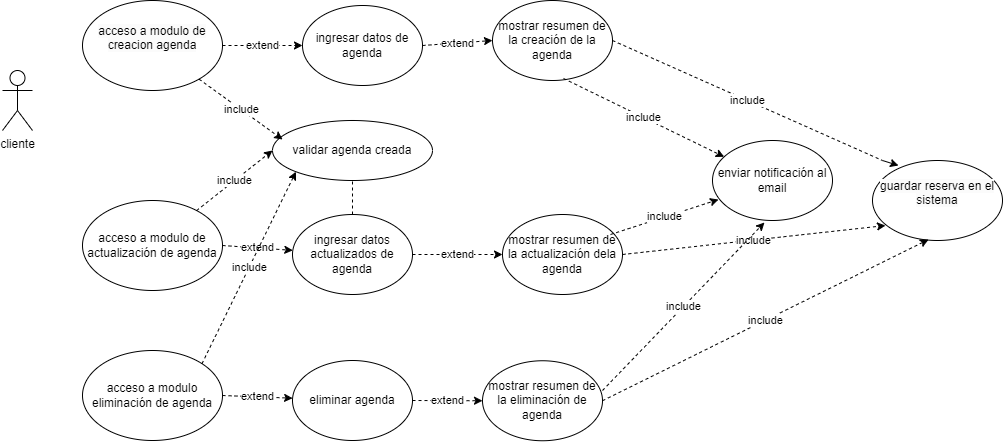 acceso a modulo de
creacion agenda
extend
ingresar datos de
agenda
extend
mostrar resumen de
la creación de la
agenda
include
include
include
cliente
validar agenda creada
enviar notificación al
email
guardar reserva en el
sistema
include
include
acceso a modulo de
actualización de agenda
extend
include
ingresar datos
actualizados de
agenda
extend
mostrar resumen de
la actualización dela
agenda
include
include
include
acceso a modulo
eliminación de agenda
extend
eliminar agenda
extend
mostrar resumen de
la eliminación de
agenda